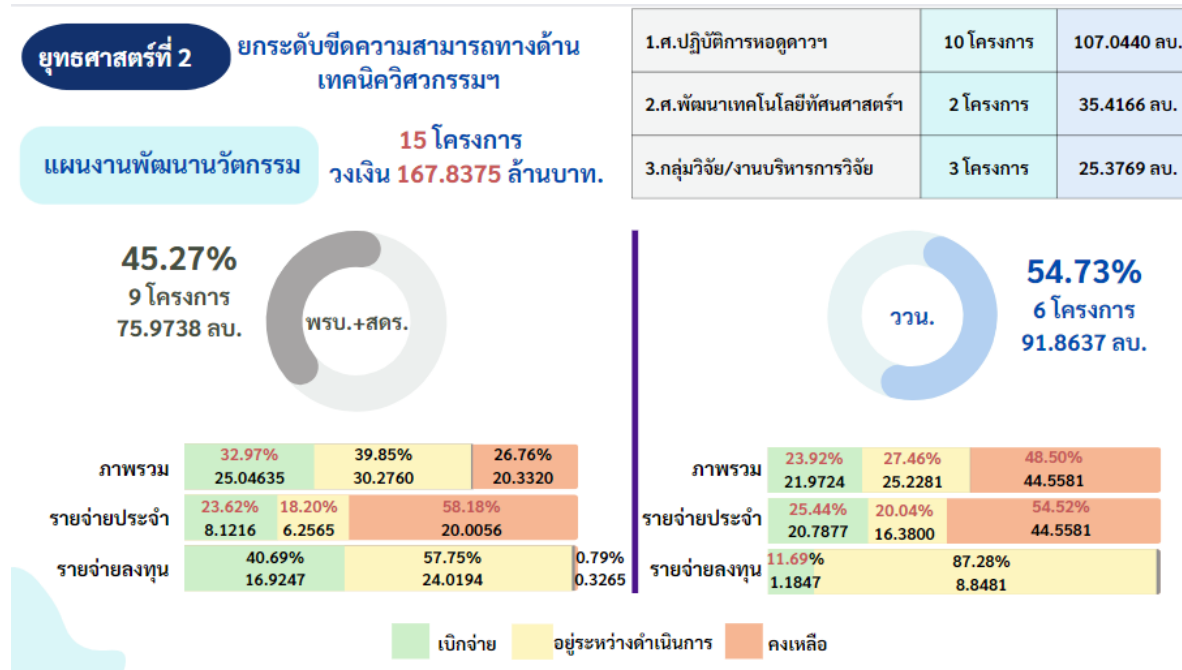 ยุทธศาสตร์ที่ 2
ยกระดับขีดความสามารถทางด้าน
เทคนิควิศวกรรมฯ
แผนงานพัฒนานวัตกรรม
15 โครงการ
วงเงิน 167.8375 ล้านบาท.
1.ศ.ปฏิบัติการหอดูดาวฯ 10 โครงการ 107.0440 ลบ.
2.ศ.พัฒนาเทคโนโลยีทัศนศาสตร์ฯ 2 โครงการ 35.4166 ลบ.
3.กลุ่มวิจัย/งานบริหารการวิจัย 3 โครงการ 25.3769 ลบ.
45.27%
9 โครงการ
75.9738 ลบ.
พรบ.+สดร.
ววน.
54.73%
6 โครงการ
91.8637 ลบ.
ภาพรวม
32.97% 39.85% 26.76%
25.04635 30.2760 20.3320
รายจ่ายประจำ
23.62% 18.20% 58.18%
8.1216 6.2565 20.0056
รายจ่ายลงทุน
40.69% 57.75% 0.79%
16.9247 24.0194 0.3265
ภาพรวม
23.92% 27.46% 48.50%
21.9724 25.2281 44.5581
รายจ่ายประจำ
25.44% 20.04% 54.52%
20.7877 16.3800 44.5581
รายจ่ายลงทุน
11.69% 87.28%
1.1847 8.8481
เบิกจ่าย อยู่ระหว่างดำเนินการ คงเหลือ